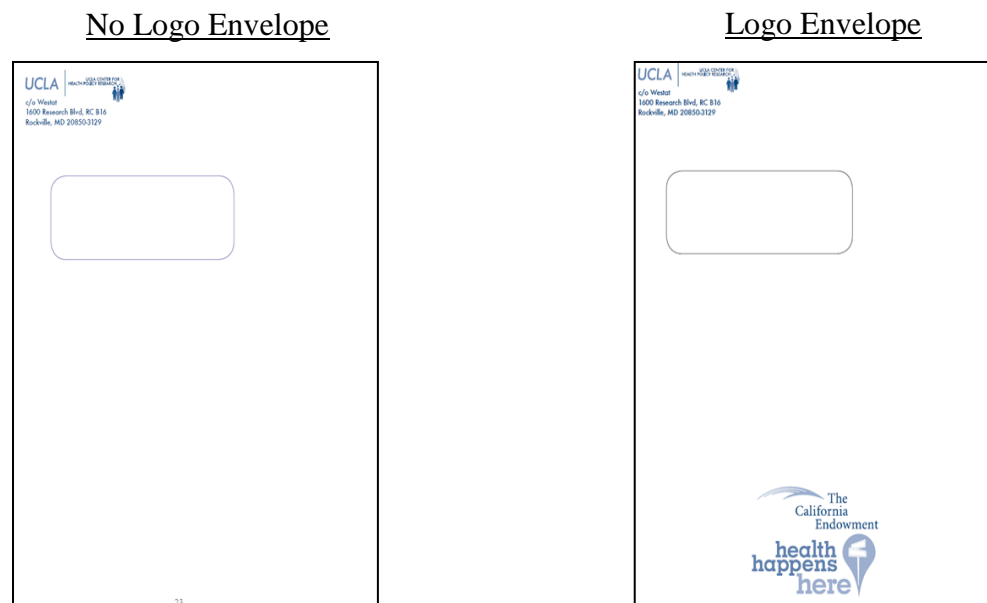 No Logo Envelope
UCLA
UCLA CENTER FOR
HEALTH POLICY RESEARCH
c/o Westat
1600 Research Blvd, RC B16
Rockville, MD 20850-3129
23
Logo Envelope
UCLA
UCLA CENTER FOR
HEALTH POLICY RESEARCH
c/o Westat
1600 Research Blvd, RC B16
Rockville, MD 20850-3129
The
California
Endowment
health
happens
here